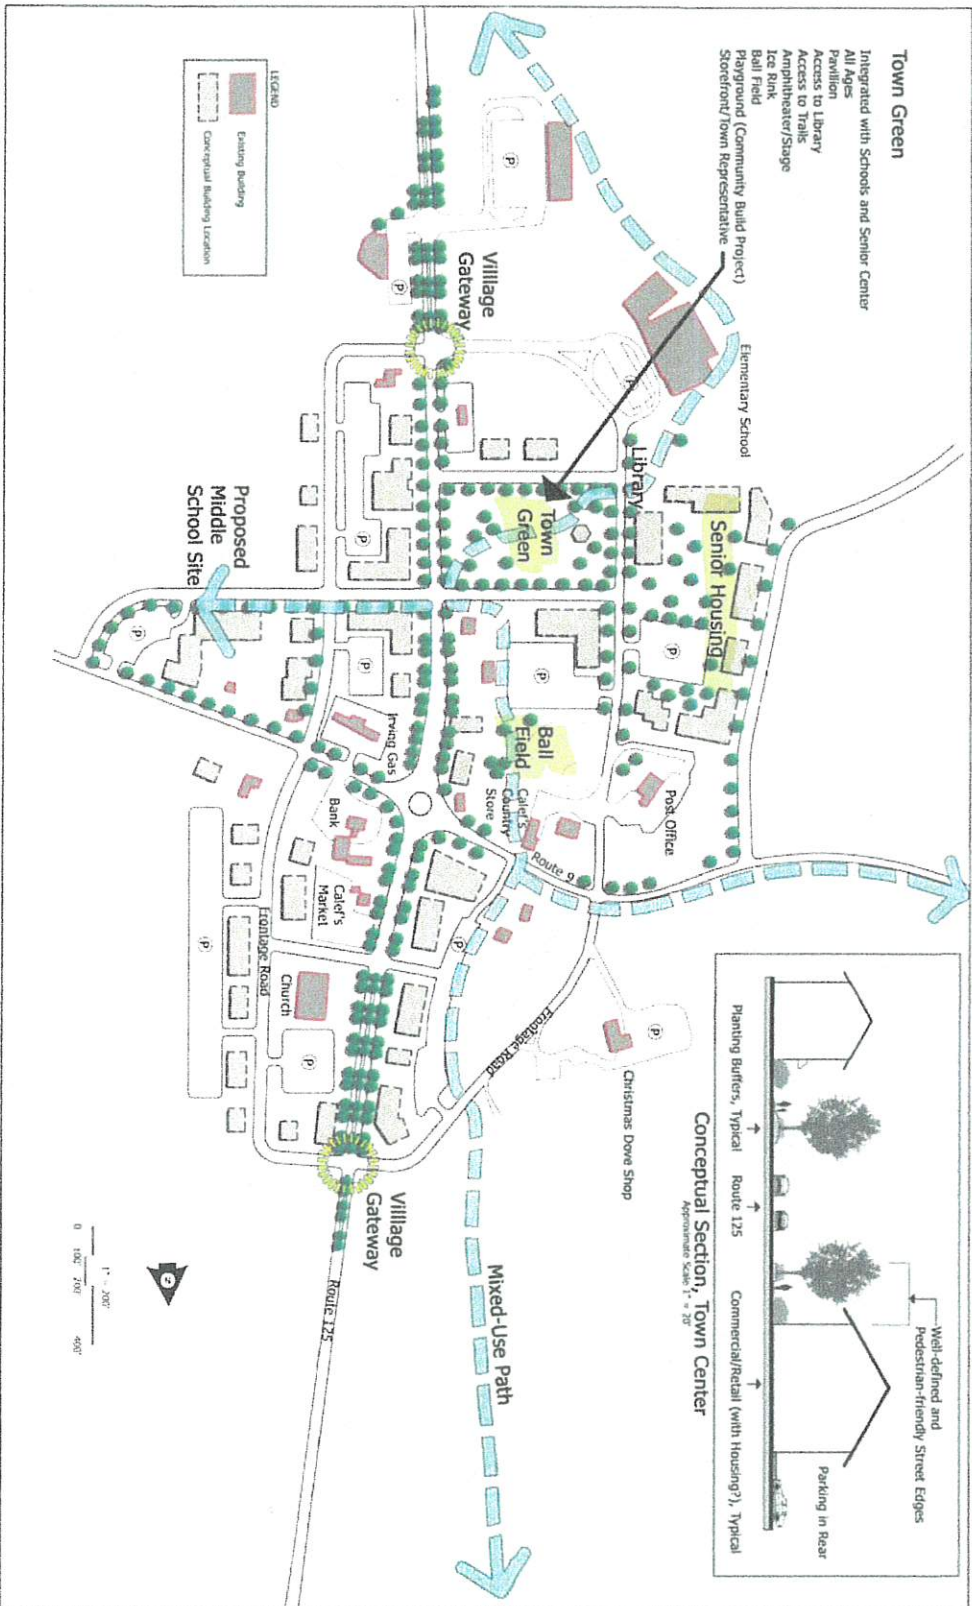 Town Green
Integrated with Schools and Senior Center
All Ages
Pavilion
Access to Library
Access to Trails
Amphitheater/Stage
Ice Rink
Ball Field
Playground (Community Build Project)
Storefront/Town Representative
Elementary School
P
P
P
Villlage
Gateway
LEGEND
Existing Building
Conceptual Building Location
Library
Town
Green
Senior Housing
P
P
P
Ball
Field
Post Office
Calef's
Country
Store
Route 9
Proposed
Middle
School Site
P
P
Irving Gas
Bank
Calef's
Market
P
Frontage Road
P
Church
P
Frontage Road
P
Christmas Dove Shop
Villlage
Gateway
Route 125
Mixed-Use Path
Well-defined and
Pedestrian-friendly Street Edges
Parking in Rear
Planting Buffers, Typical
Route 125
Commercial/Retail (with Housing?), Typical
Conceptual Section, Town Center
Approximate Scale 1" = 20'
N
1" = 200'
0 100' 200' 400'